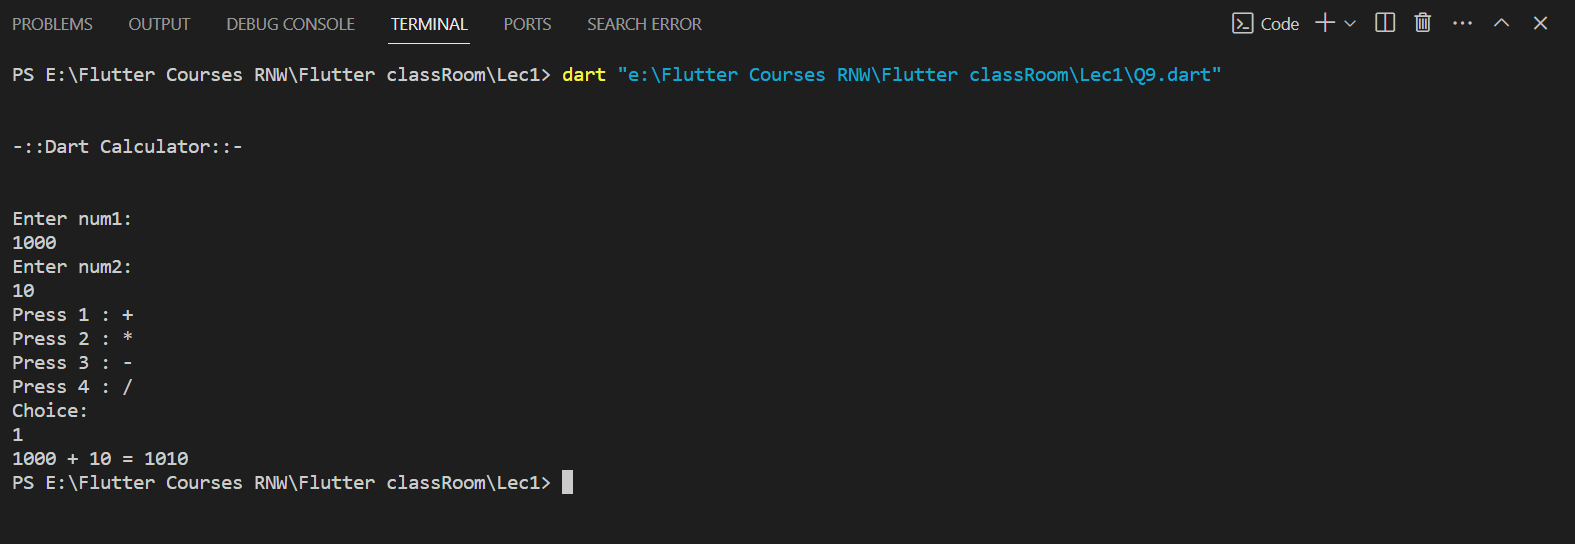 PROBLEMS OUTPUT DEBUG CONSOLE TERMINAL PORTS SEARCH ERROR Code
PS E:\Flutter Courses RNW\Flutter classRoom\Lec1> dart "e:\Flutter Courses RNW\Flutter classRoom\Lec1\Q9.dart"
-::Dart Calculator::-
Enter num1:
1000
Enter num2:
10
Press 1 : +
Press 2 : *
Press 3 : -
Press 4 : /
Choice:
1
1000 + 10 = 1010
PS E:\Flutter Courses RNW\Flutter classRoom\Lec1>